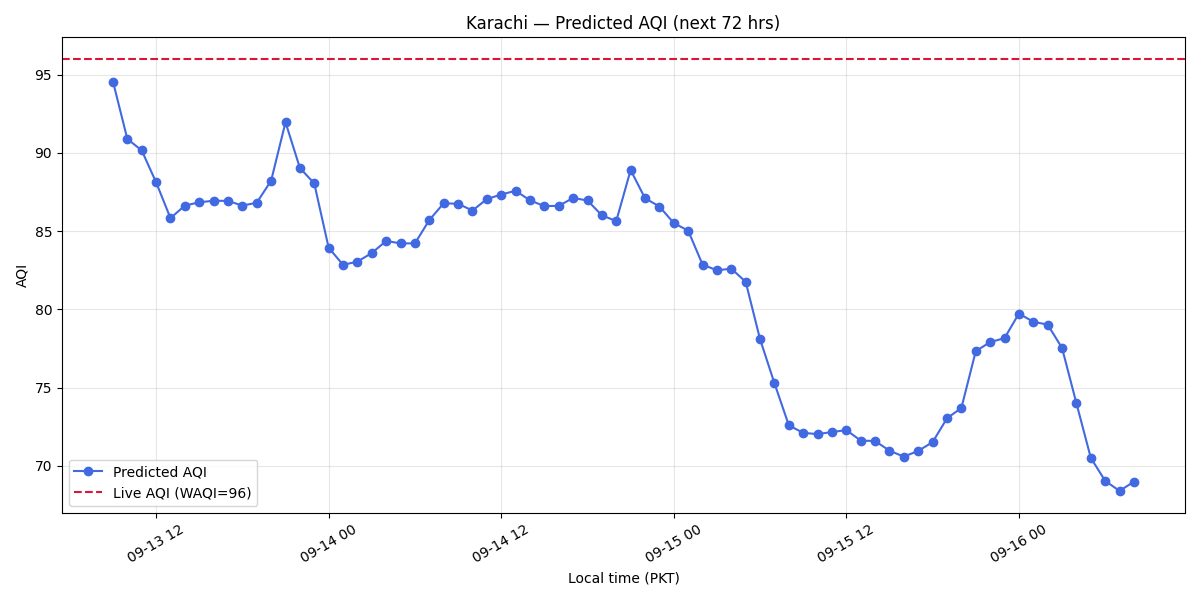 Karachi — Predicted AQI (next 72 hrs)
AQI
95
90
85
80
75
70
Predicted AQI
Live AQI (WAQI=96)
09-13 12
09-14 00
09-14 12
09-15 00
09-15 12
09-16 00
Local time (PKT)